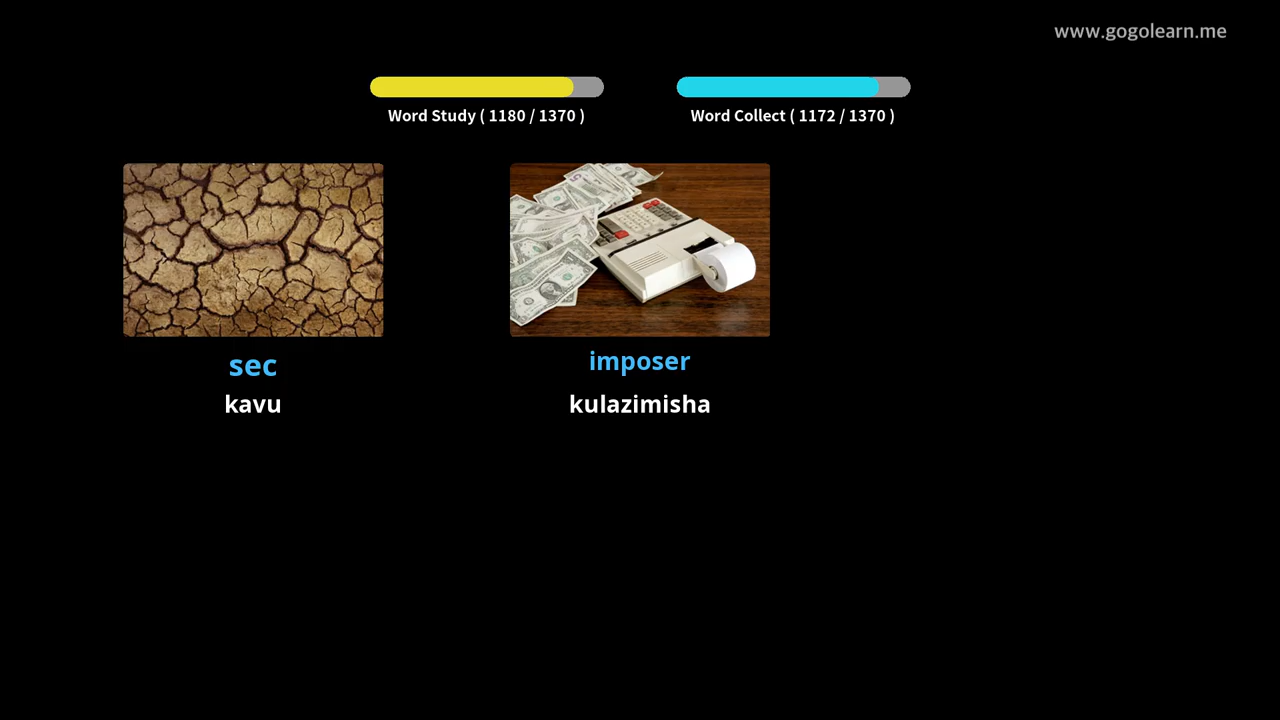 www.gogolearn.me
Word Study ( 1180 / 1370 )
Word Collect ( 1172 / 1370 )
sec
imposer
kavu
kulazimisha